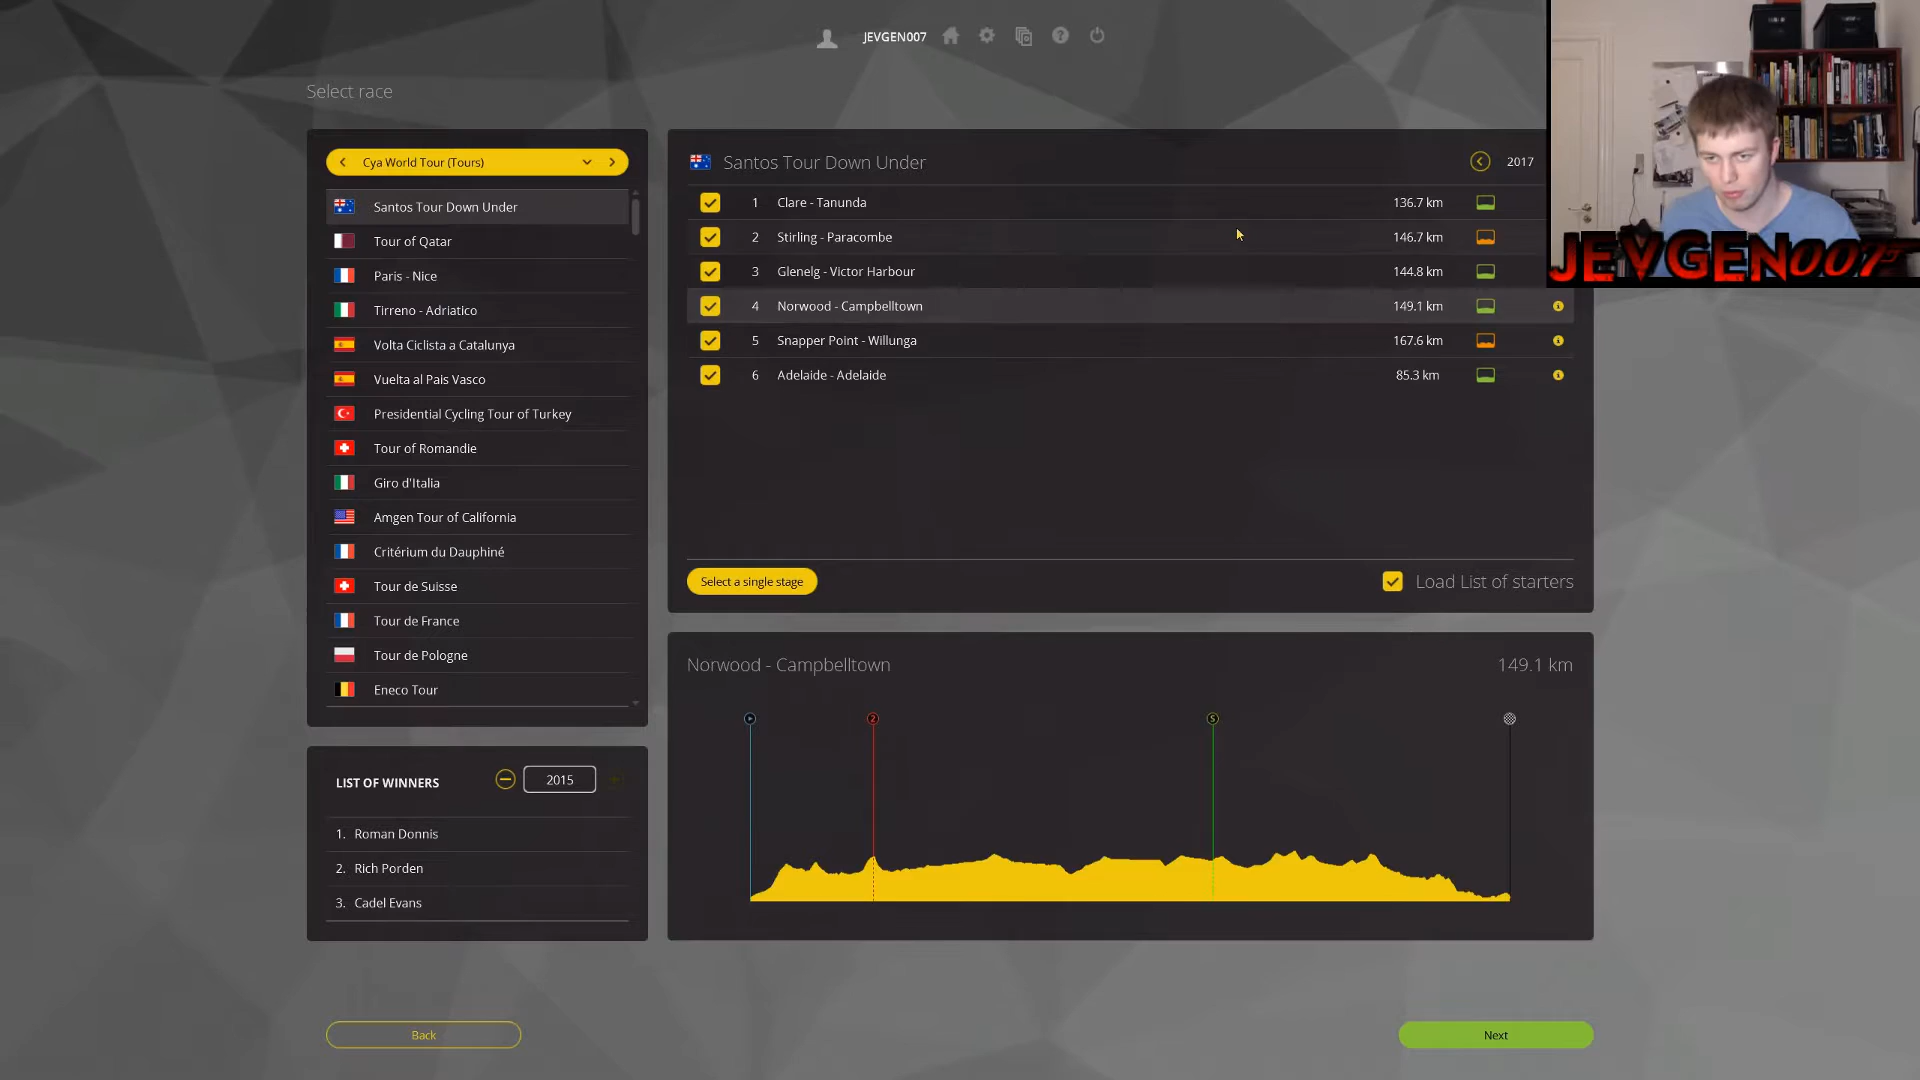 JEVGEN007
Select race
Cya World Tour (Tours)
Santos Tour Down Under
Tour of Qatar
Paris - Nice
Tirreno - Adriatico
Volta Ciclista a Catalunya
Vuelta al Pais Vasco
Presidential Cycling Tour of Turkey
Tour of Romandie
Giro d'Italia
Amgen Tour of California
Critérium du Dauphiné
Tour de Suisse
Tour de France
Tour de Pologne
Eneco Tour
LIST OF WINNERS 2015
1. Roman Donnis
2. Rich Porden
3. Cadel Evans
Back
Santos Tour Down Under 2017
1 Clare - Tanunda 136.7 km
2 Stirling - Paracombe 146.7 km
3 Glenelg - Victor Harbour 144.8 km
4 Norwood - Campbelltown 149.1 km
5 Snapper Point - Willunga 167.6 km
6 Adelaide - Adelaide 85.3 km
Select a single stage
Load List of starters
Norwood - Campbelltown 149.1 km
2 S
Next
JEVGEN007